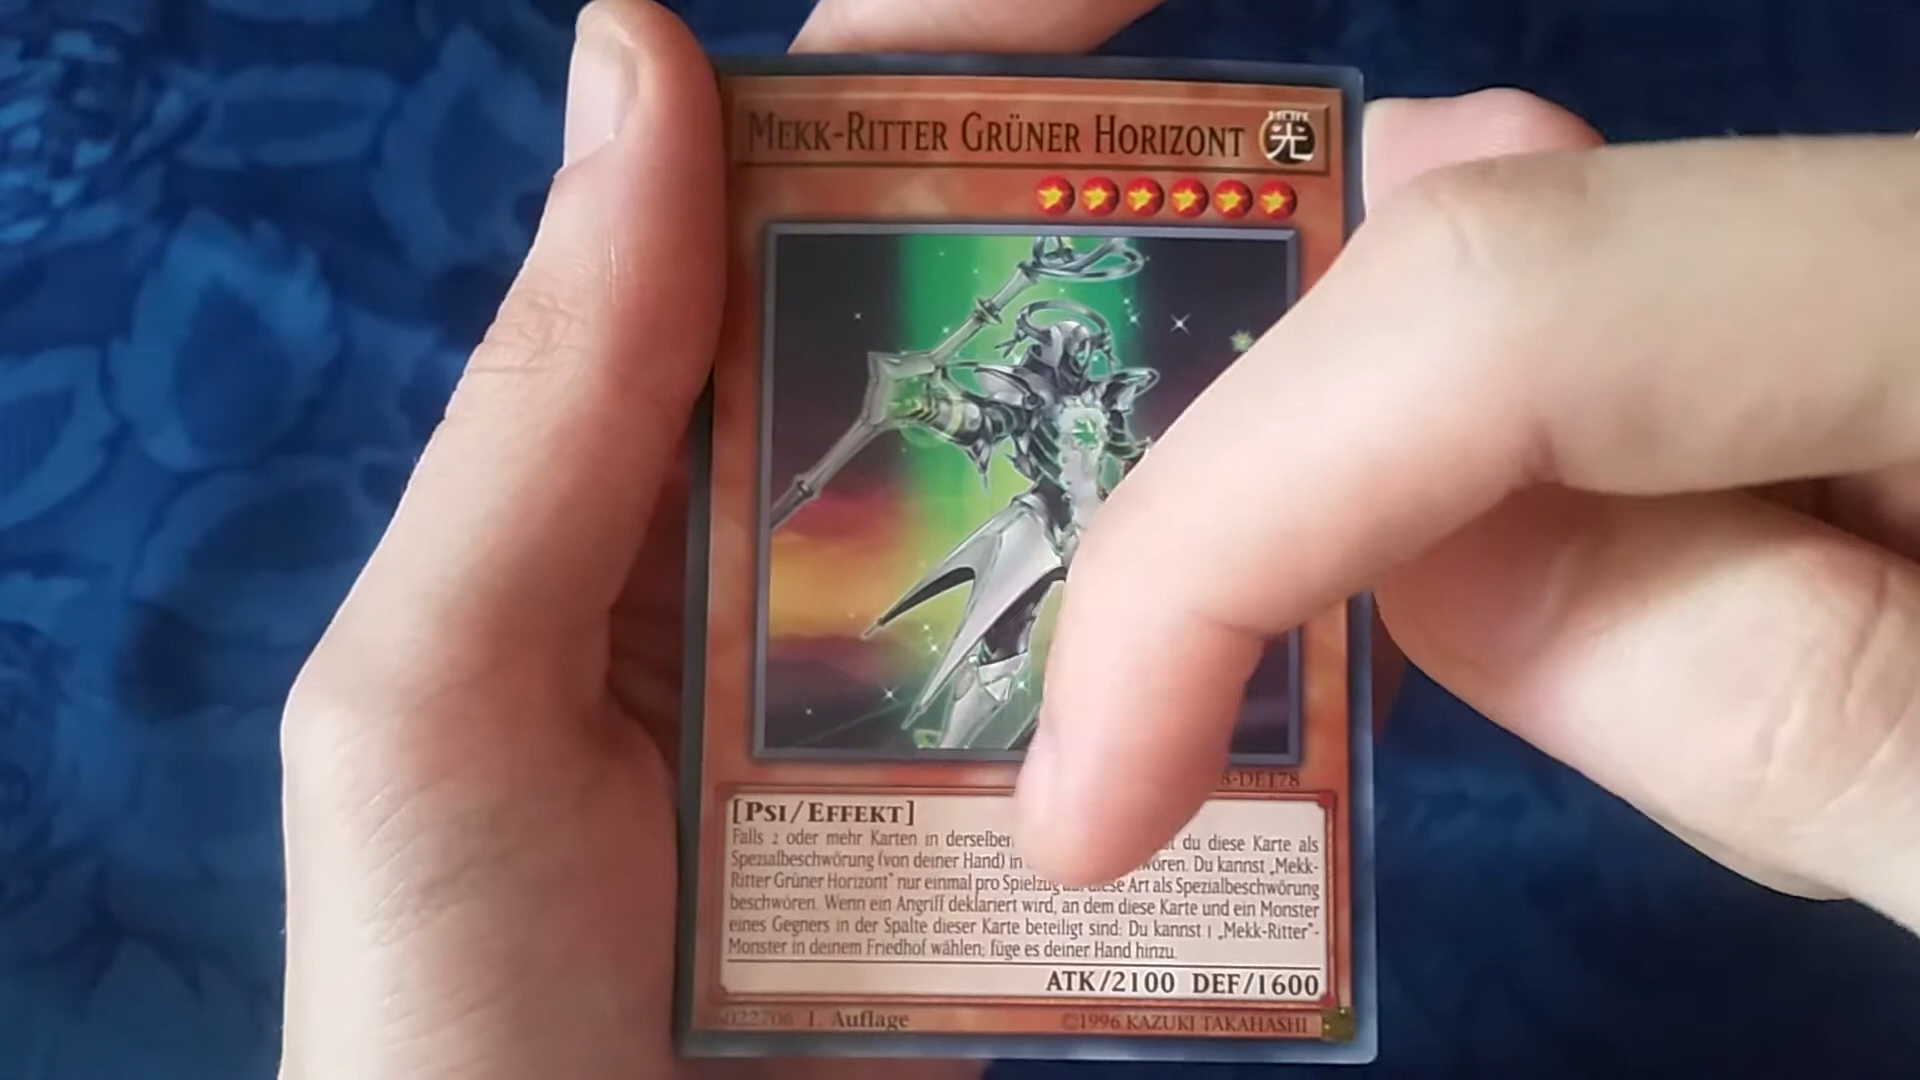 MEKK-RITTER GRÜNER HORIZONT
光
8-DE178
[PSI/EFFEKT]
Falls 2 oder mehr Karten in derselben du diese Karte als
Spezialbeschwörung (von deiner Hand) in Du kannst „Mekk-
Ritter Grüner Horizont“ nur einmal pro Spielzug diese Art als Spezialbeschwörung
beschwören. Wenn ein Angriff deklariert wird, an dem diese Karte und ein Monster
eines Gegners in der Spalte dieser Karte beteiligt sind: Du kannst 1 „Mekk-Ritter“-
Monster in deinem Friedhof wählen; füge es deiner Hand hinzu.
ATK/2100 DEF/1600
022706 1. Auflage
©1996 KAZUKI TAKAHASHI